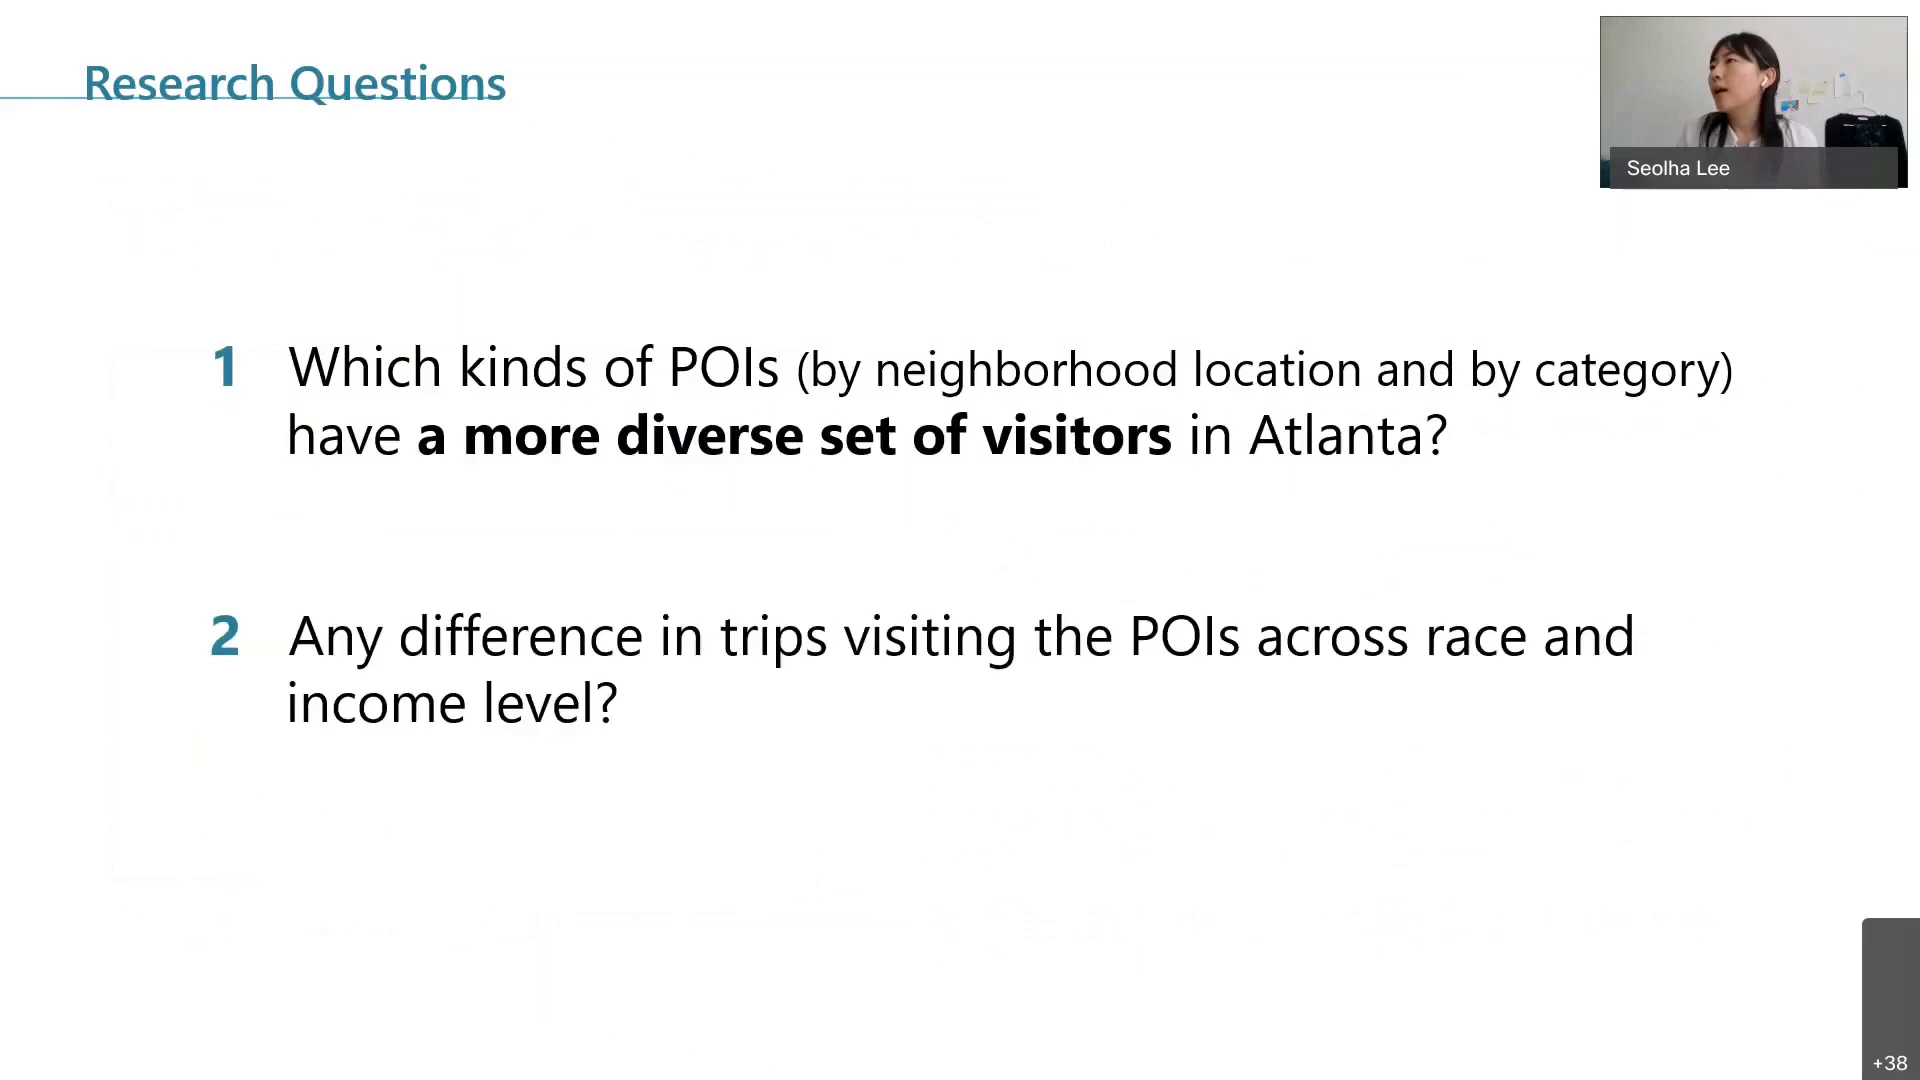 Research Questions
Seolha Lee
1 Which kinds of POIs (by neighborhood location and by category)
have a more diverse set of visitors in Atlanta?
2 Any difference in trips visiting the POIs across race and
income level?
+38